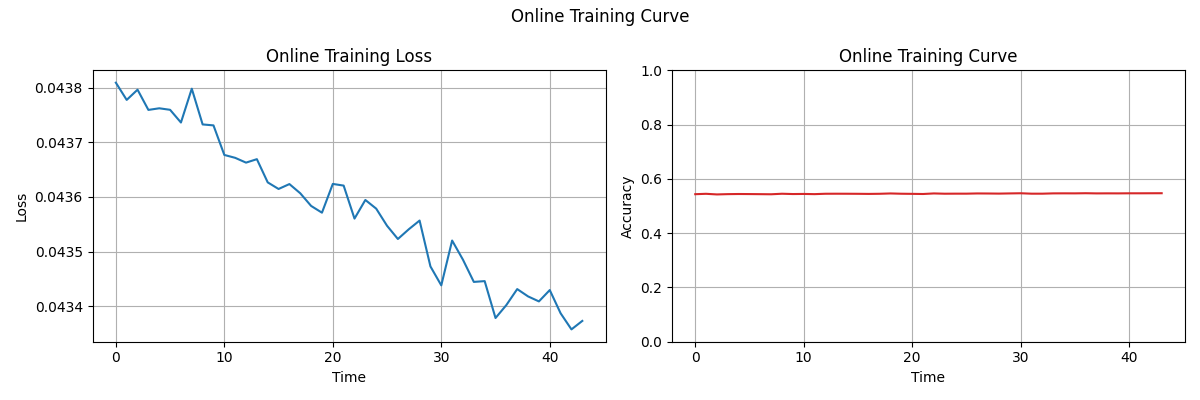 Online Training Curve
Online Training Loss
0.0438
0.0437
0.0436
0.0435
0.0434
Loss
0 10 20 30 40
Time
Online Training Curve
1.0
0.8
0.6
0.4
0.2
0.0
Accuracy
0 10 20 30 40
Time